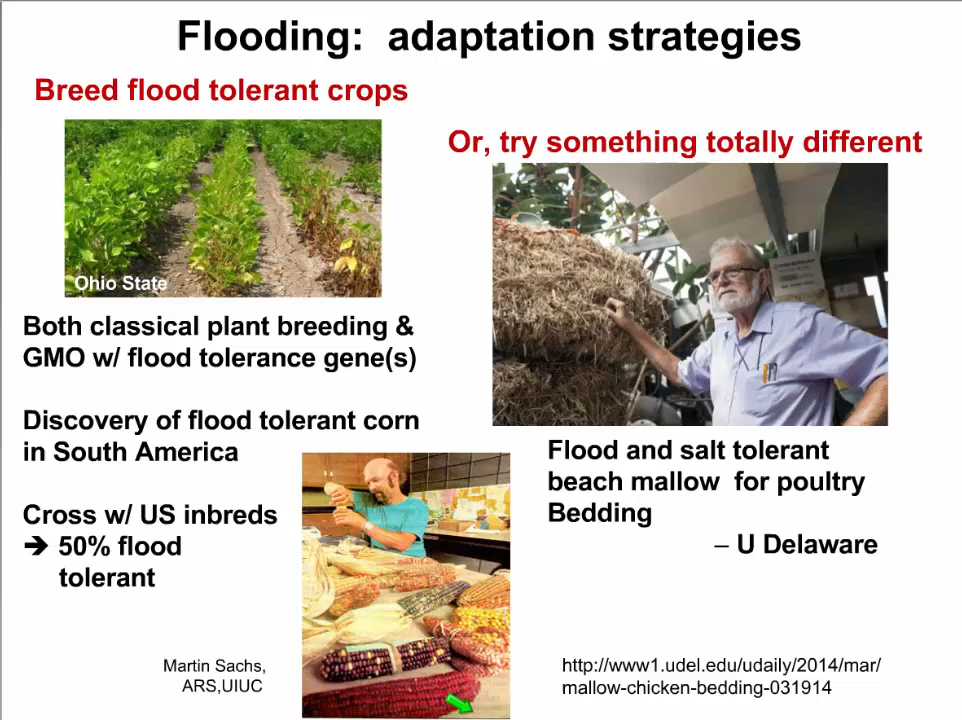 Flooding: adaptation strategies
Breed flood tolerant crops
Ohio State
Both classical plant breeding &
GMO w/ flood tolerance gene(s)
Discovery of flood tolerant corn
in South America
Cross w/ US inbreds
➔ 50% flood
tolerant
Martin Sachs,
ARS,UIUC
Or, try something totally different
Flood and salt tolerant
beach mallow for poultry
Bedding
– U Delaware
http://www1.udel.edu/udaily/2014/mar/
mallow-chicken-bedding-031914